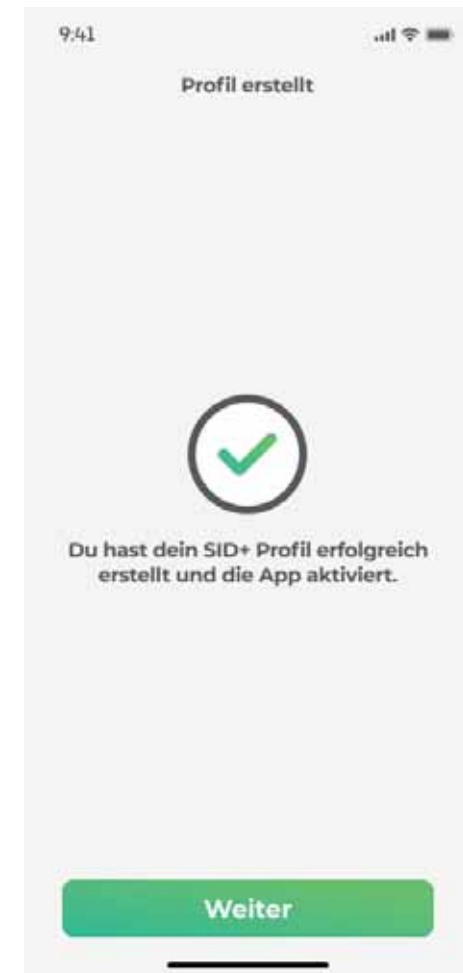 9:41
Profil erstellt
Du hast dein SID+ Profil erfolgreich
erstellt und die App aktiviert.
Weiter